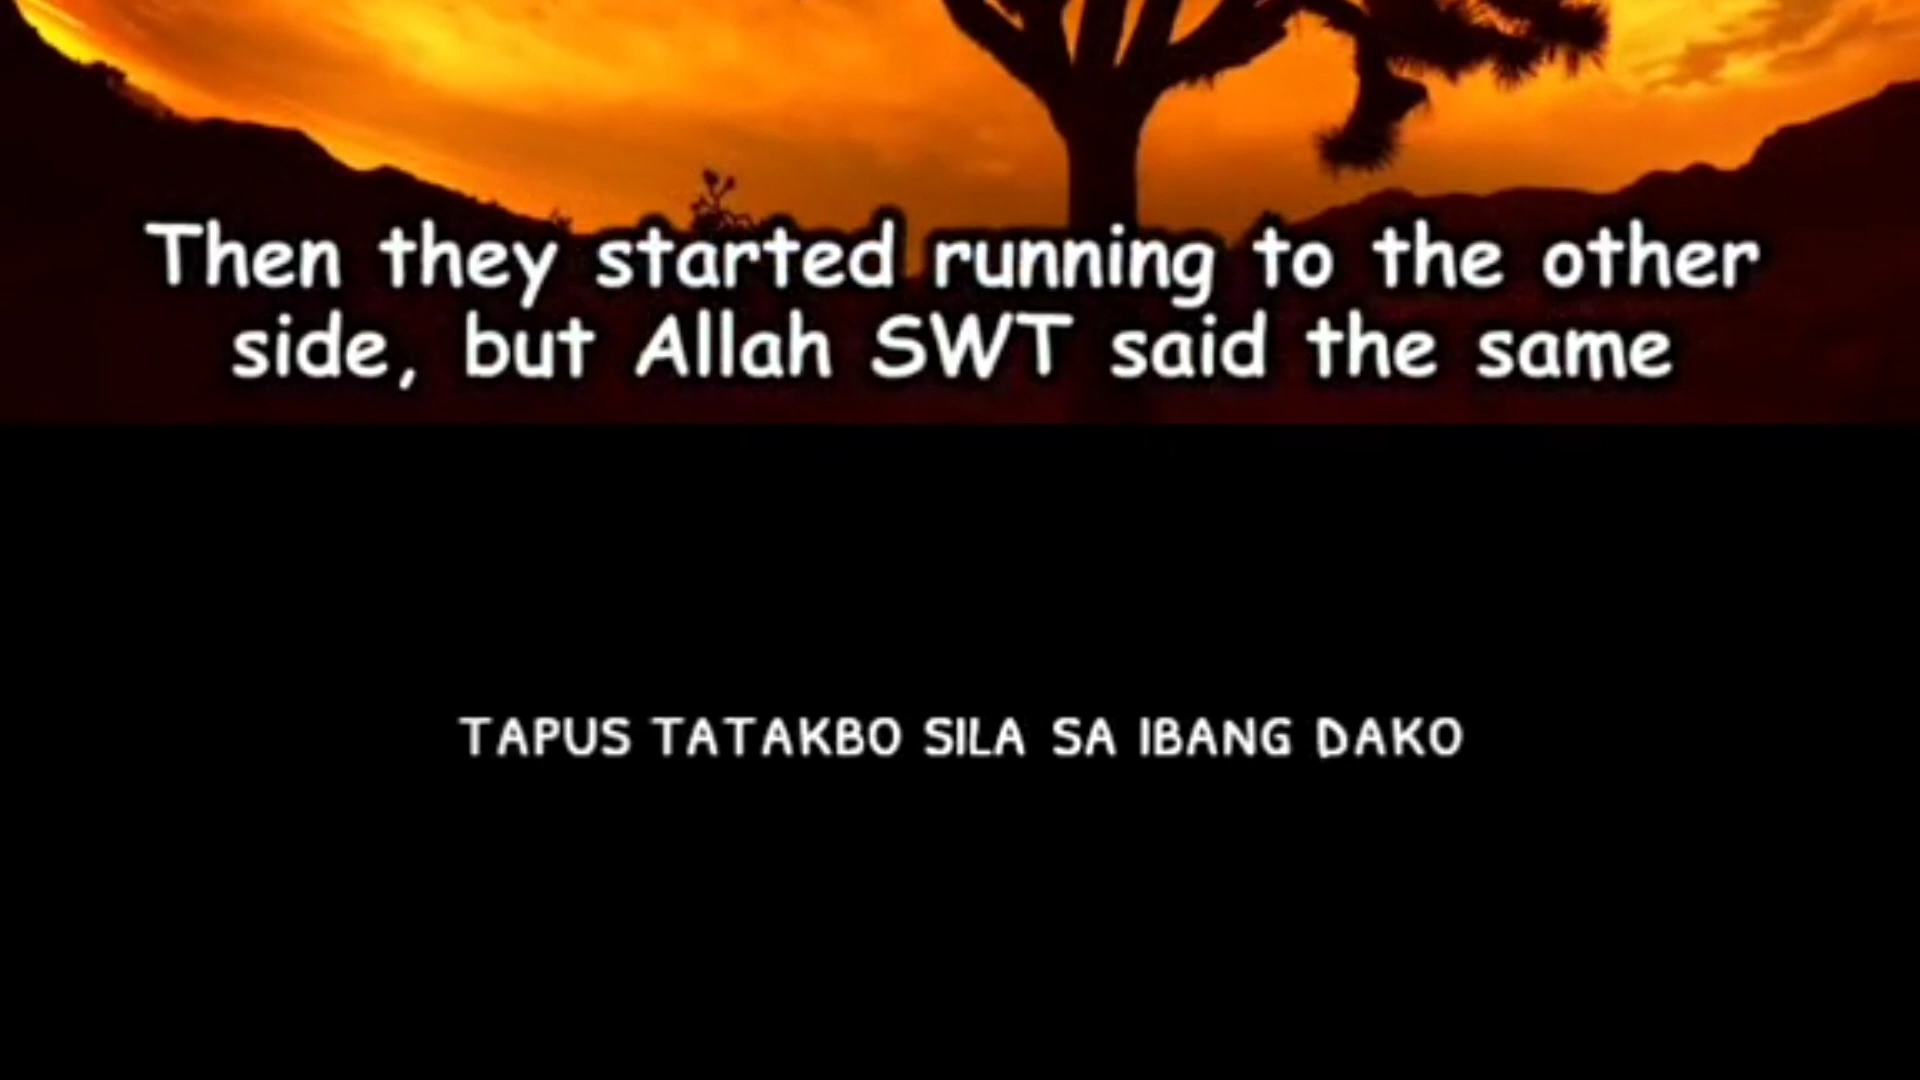 Then they started running to the other
side, but Allah SWT said the same
TAPUS TATAKBO SILA SA IBANG DAKO